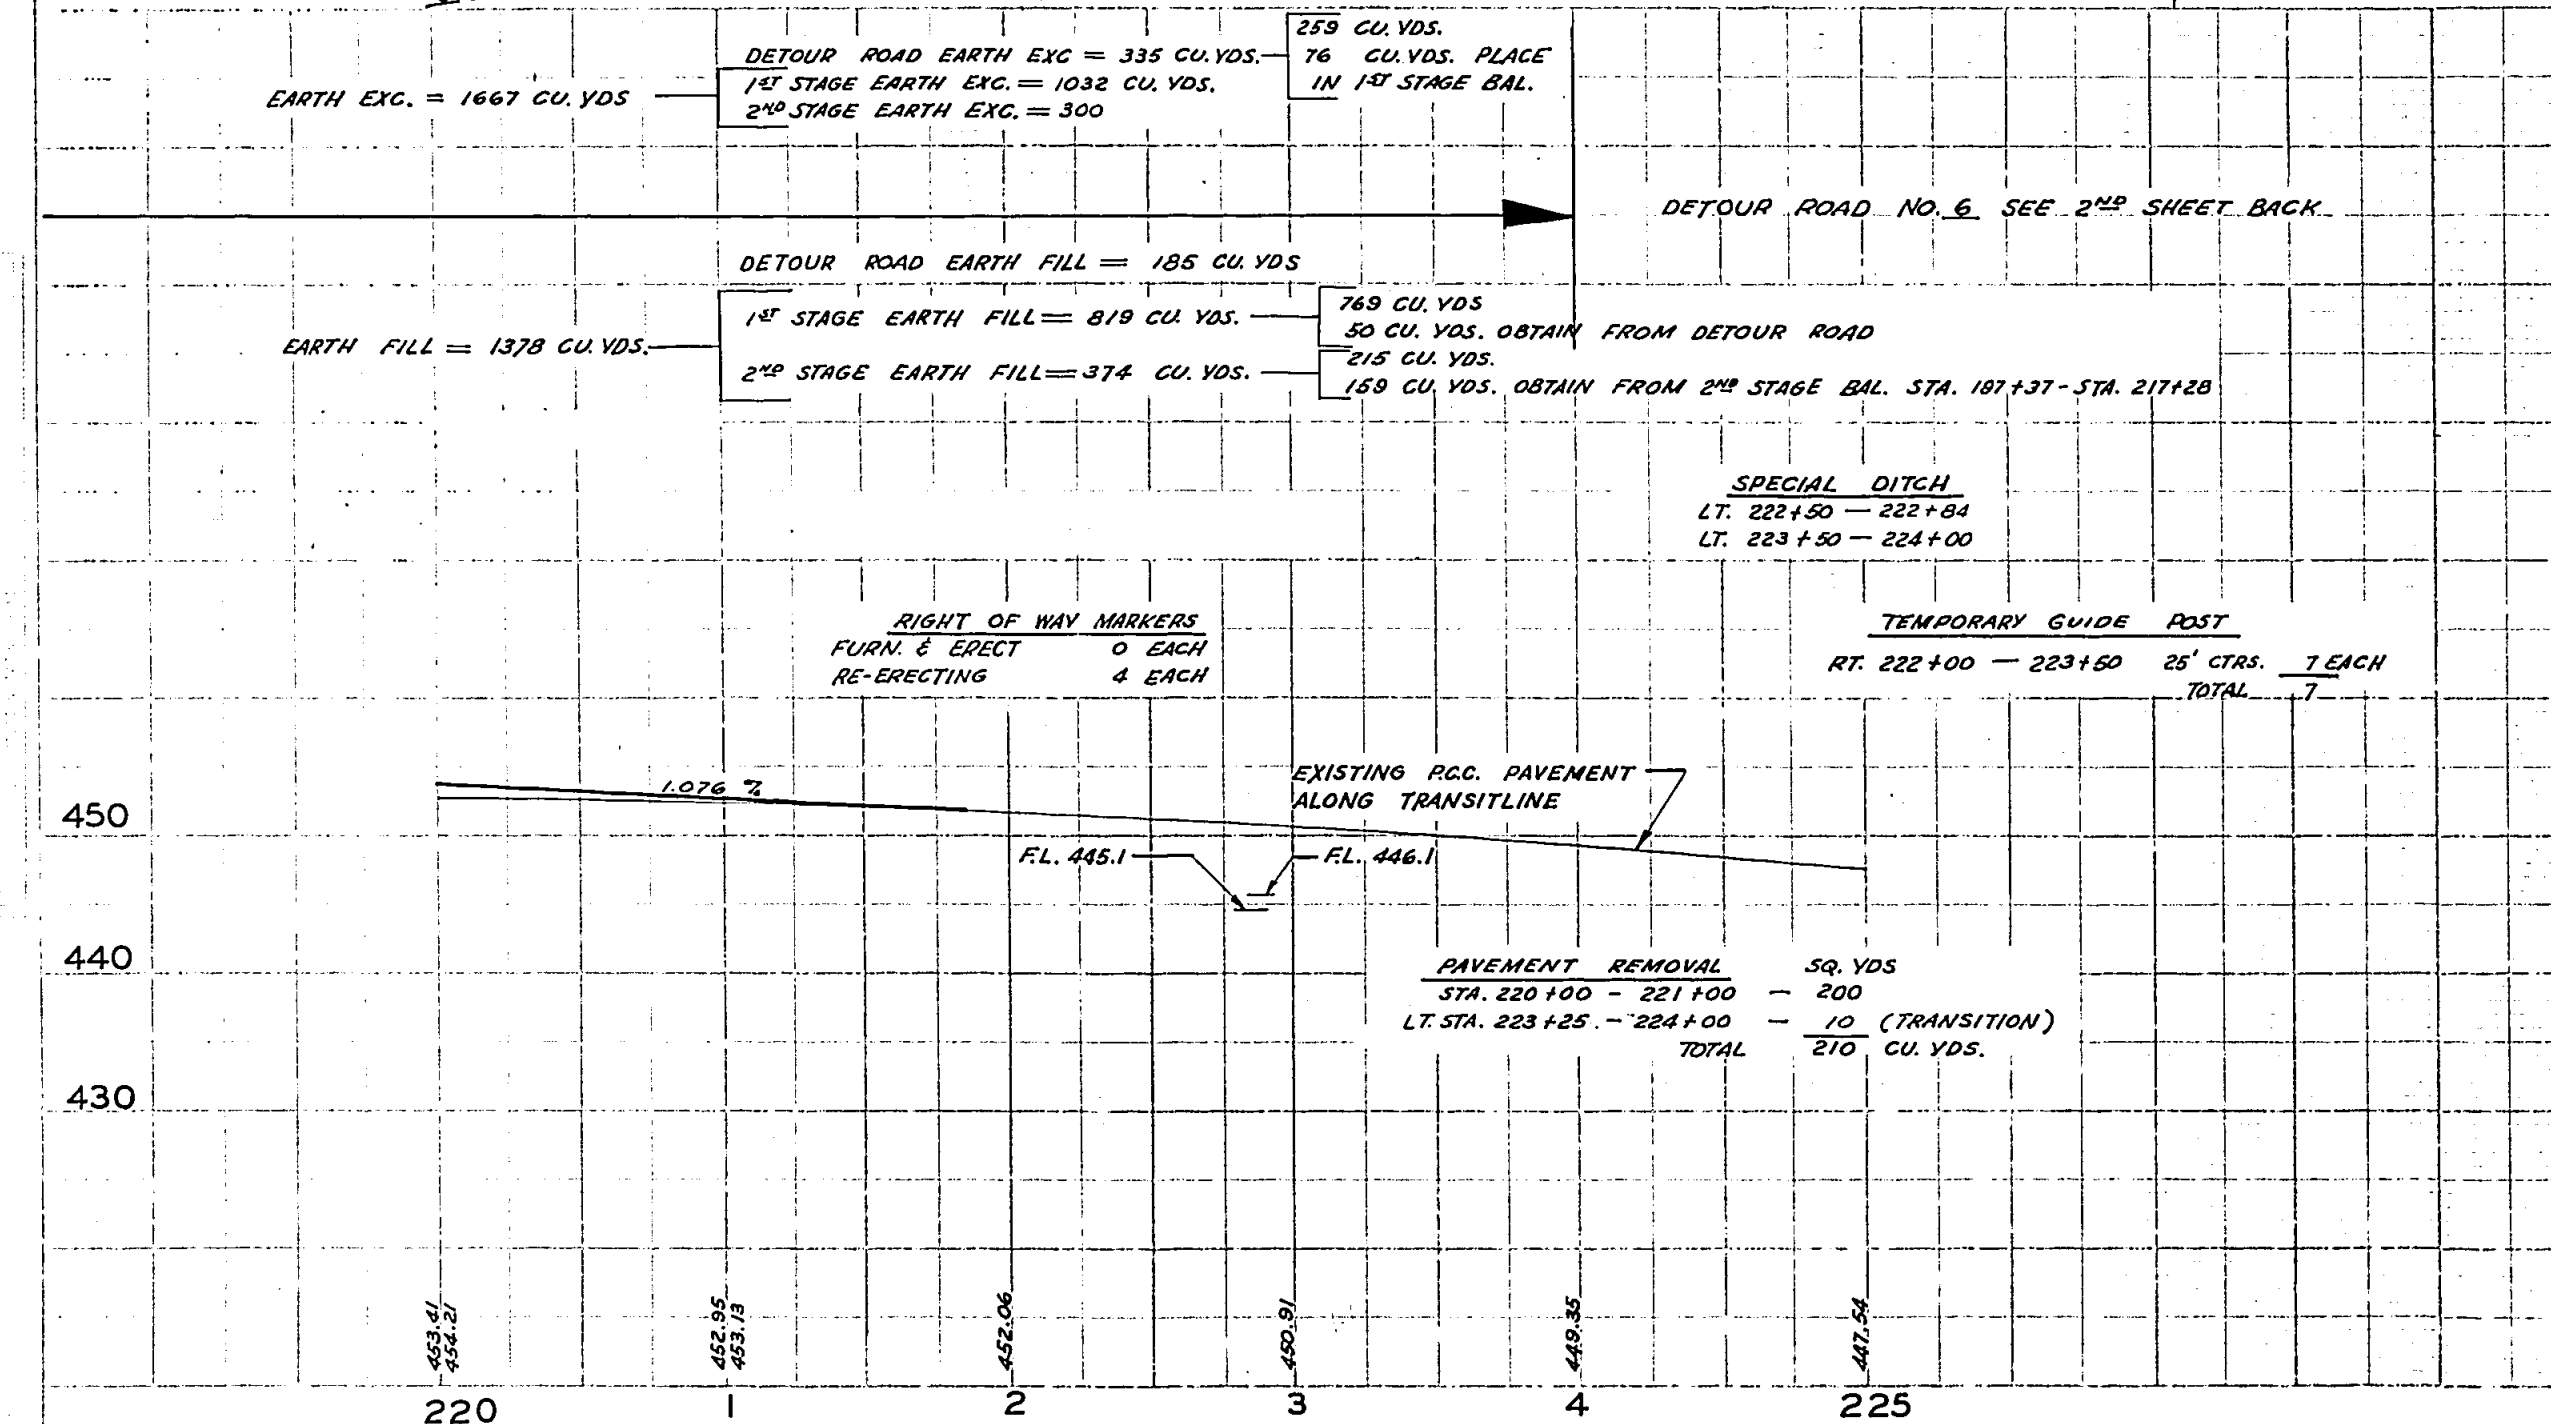 259 CU. YDS.
DETOUR ROAD EARTH EXC = 335 CU. YDS.
76 CU. YDS. PLACE
IN 1ST STAGE BAL.
EARTH EXC. = 1667 CU. YDS
1ST STAGE EARTH EXC. = 1032 CU. YDS.
2ND STAGE EARTH EXC. = 300
DETOUR ROAD NO. 6 SEE 2ND SHEET BACK
DETOUR ROAD EARTH FILL = 185 CU. YDS
EARTH FILL = 1378 CU. YDS.
1ST STAGE EARTH FILL = 819 CU. YDS.
769 CU. YDS
50 CU. YDS. OBTAIN FROM DETOUR ROAD
2ND STAGE EARTH FILL = 374 CU. YDS.
215 CU. YDS.
159 CU. YDS. OBTAIN FROM 2ND STAGE BAL. STA. 197+37 - STA. 217+28
SPECIAL DITCH
LT. 222+50 — 222+84
LT. 223+50 — 224+00
RIGHT OF WAY MARKERS
FURN. & ERECT 0 EACH
RE-ERECTING 4 EACH
TEMPORARY GUIDE POST
RT. 222+00 — 223+50 25' CTRS. 7 EACH
TOTAL 7
1.076 %
EXISTING P.C.C. PAVEMENT
ALONG TRANSITLINE
450
F.L. 445.1
F.L. 446.1
440
PAVEMENT REMOVAL SQ. YDS
STA. 220+00 - 221+00 - 200
LT. STA. 223+25. - 224+00 - 10 (TRANSITION)
TOTAL 210 CU. YDS.
430
453.41
454.21
452.95
453.13
452.06
450.91
449.35
447.54
220 1 2 3 4 225